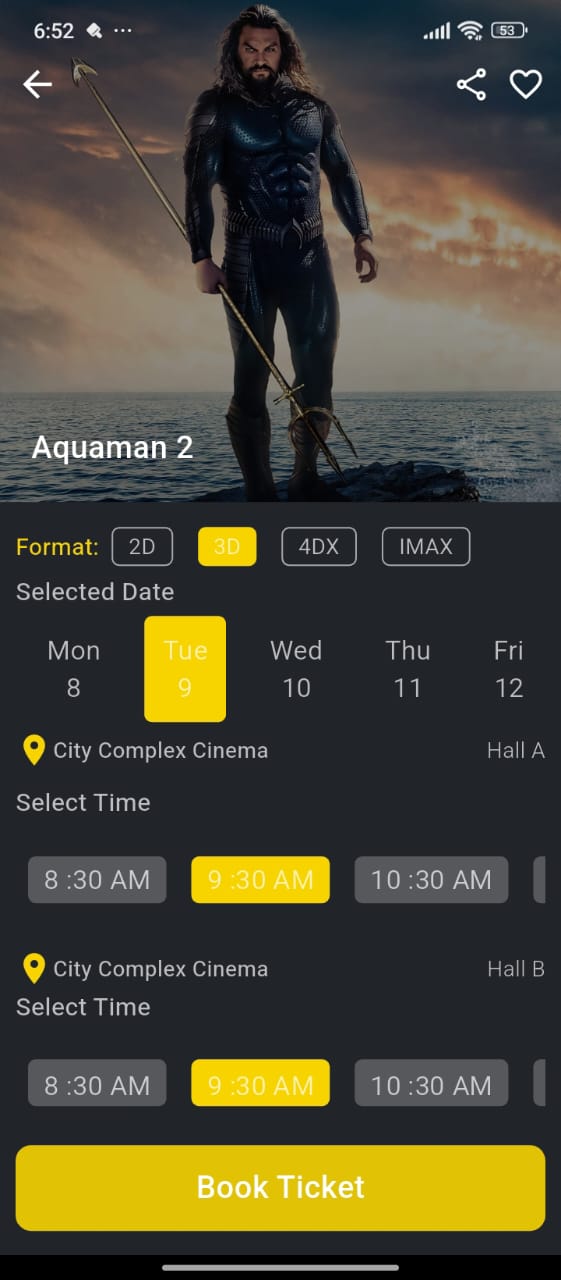 6:52 ... 53
Aquaman 2
Format: 2D 3D 4DX IMAX
Selected Date
Mon Tue Wed Thu Fri
8 9 10 11 12
City Complex Cinema Hall A
Select Time
8 :30 AM 9 :30 AM 10 :30 AM
City Complex Cinema Hall B
Select Time
8 :30 AM 9 :30 AM 10 :30 AM
Book Ticket